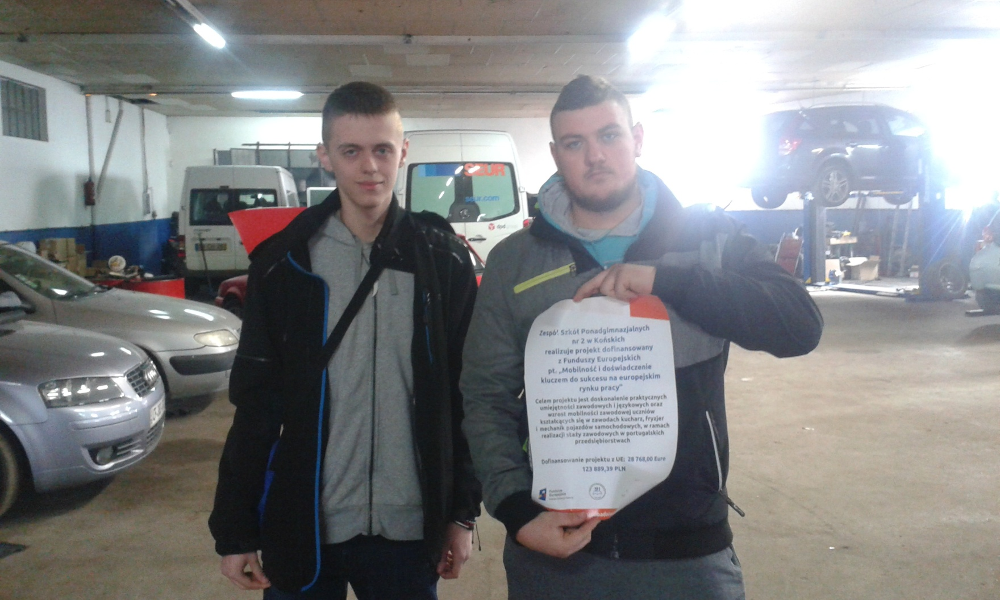 SEUR
seur.com
dpd
Zespół Szkół Ponadgimnazjalnych
nr 2 w Końskich
realizuje projekt dofinansowany
z Funduszy Europejskich
pt. „Mobilność i doświadczenie
kluczem do sukcesu na europejskim
rynku pracy”
Celem projektu jest doskonalenie praktycznych
umiejętności zawodowych i językowych oraz
wzrost mobilności zawodowej uczniów
kształcących się w zawodach kucharz, fryzjer
i mechanik pojazdów samochodowych, w ramach
realizacji staży zawodowych w portugalskich
przedsiębiorstwach
Dofinansowanie projektu z UE: 28 768,00 Euro
123 889,39 PLN
Fundusze
Europejskie